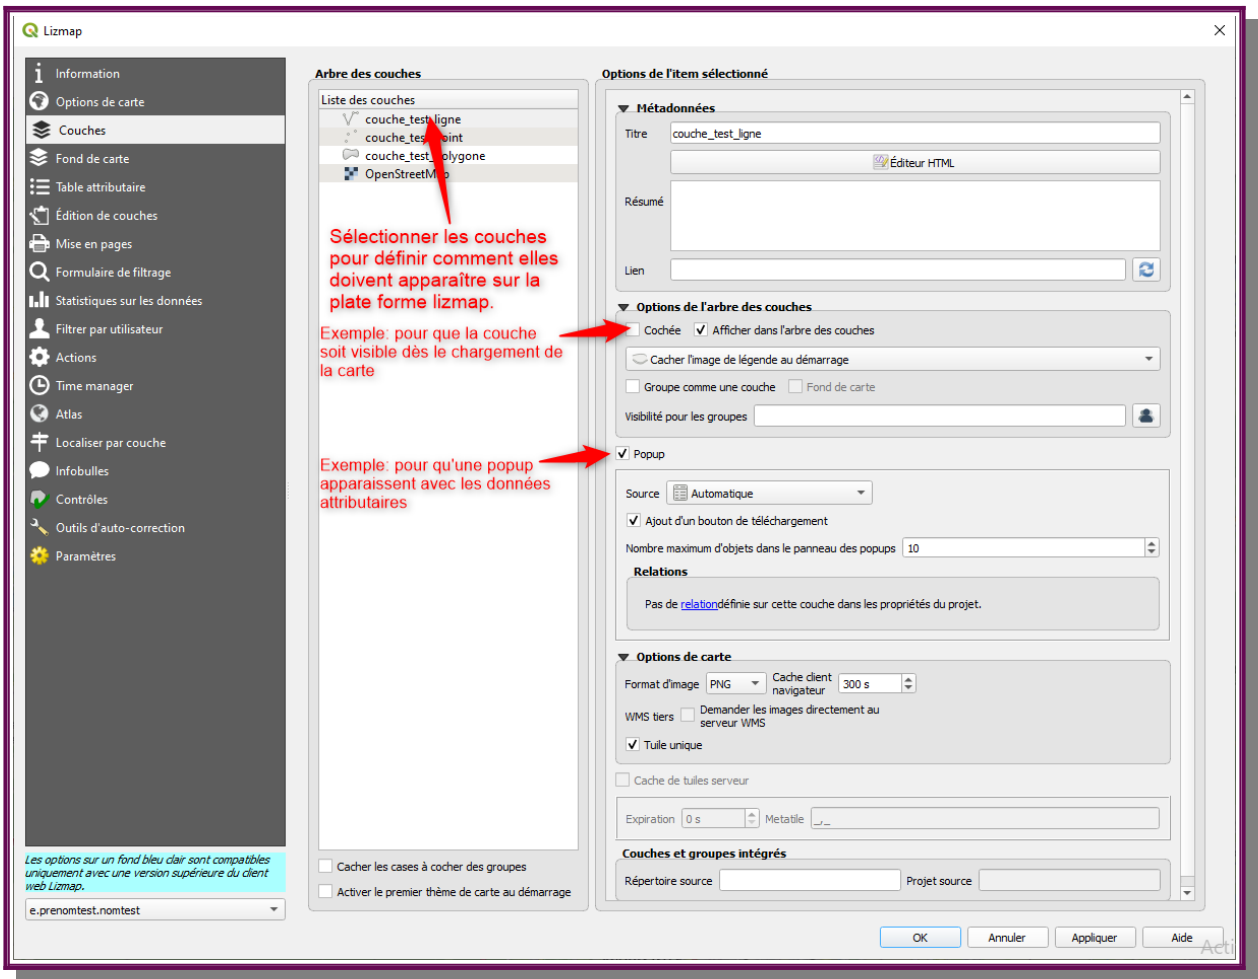 Lizmap
Information
Options de carte
Couches
Fond de carte
Table attributaire
Édition de couches
Mise en pages
Formulaire de filtrage
Statistiques sur les données
Filtrer par utilisateur
Actions
Time manager
Atlas
Localiser par couche
Infobulles
Contrôles
Outils d'auto-correction
Paramètres
Les options sur un fond bleu clair sont compatibles
uniquement avec une version supérieure du client
web Lizmap.
e.prenomtest.nomtest
Arbre des couches
Liste des couches
couche_test_ligne
couche_test_point
couche_test_polygone
OpenStreetMap
Sélectionner les couches
pour définir comment elles
doivent apparaître sur la
plate forme lizmap.
Exemple: pour que la couche
soit visible dès le chargement de
la carte
Exemple: pour qu'une popup
apparaissent avec les données
attributaires
Cacher les cases à cocher des groupes
Activer le premier thème de carte au démarrage
Options de l'item sélectionné
Métadonnées
Titre couche_test_ligne
Éditeur HTML
Résumé
Lien
Options de l'arbre des couches
Cochée Afficher dans l'arbre des couches
Cacher l'image de légende au démarrage
Groupe comme une couche Fond de carte
Visibilité pour les groupes
Popup
Source Automatique
Ajout d'un bouton de téléchargement
Nombre maximum d'objets dans le panneau des popups 10
Relations
Pas de relationdéfinie sur cette couche dans les propriétés du projet.
Options de carte
Format d'image PNG Cache client
navigateur 300 s
WMS tiers Demander les images directement au
serveur WMS
Tuile unique
Cache de tuiles serveur
Expiration 0 s Metatile _,_
Couches et groupes intégrés
Répertoire source Projet source
OK Annuler Appliquer Aide
Acti